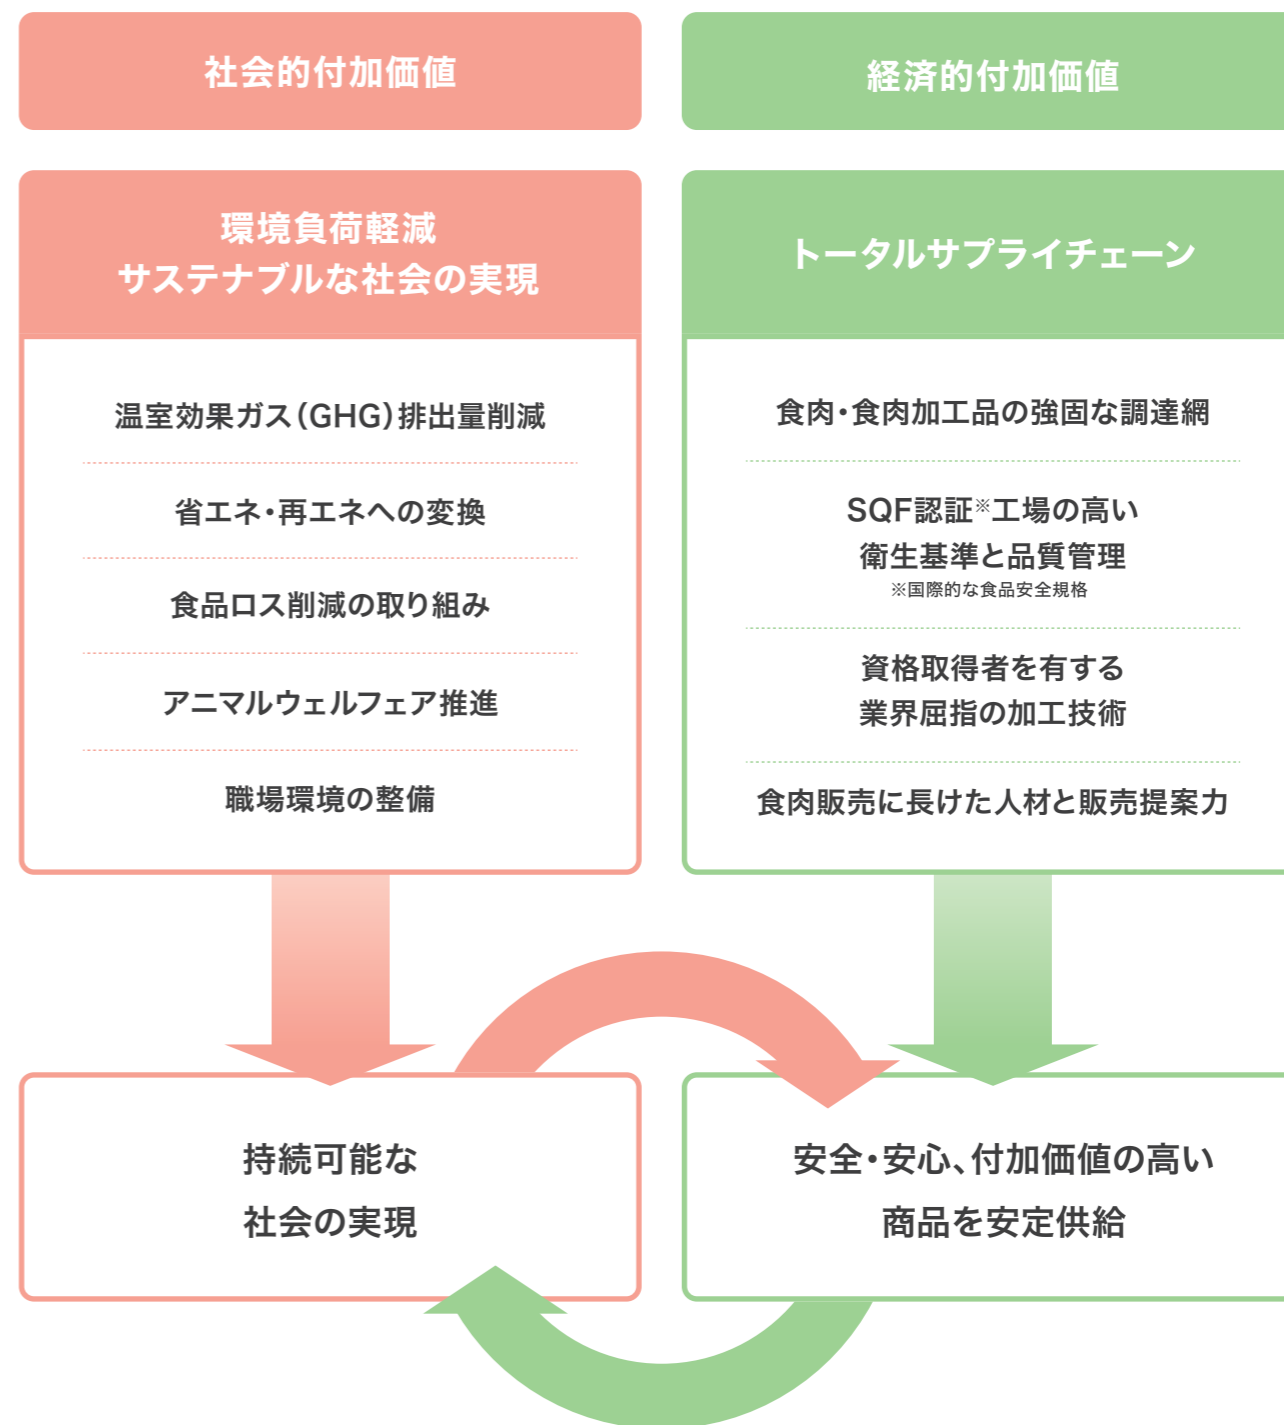 社会的付加価値
環境負荷軽減
サステナブルな社会の実現
温室効果ガス（GHG）排出量削減
省エネ・再エネへの変換
食品ロス削減の取り組み
アニマルウェルフェア推進
職場環境の整備
持続可能な
社会の実現
経済的付加価値
トータルサプライチェーン
食肉・食肉加工品の強固な調達網
SQF認証※工場の高い
衛生基準と品質管理
※国際的な食品安全規格
資格取得者を有する
業界屈指の加工技術
食肉販売に長けた人材と販売提案力
安全・安心、付加価値の高い
商品を安定供給